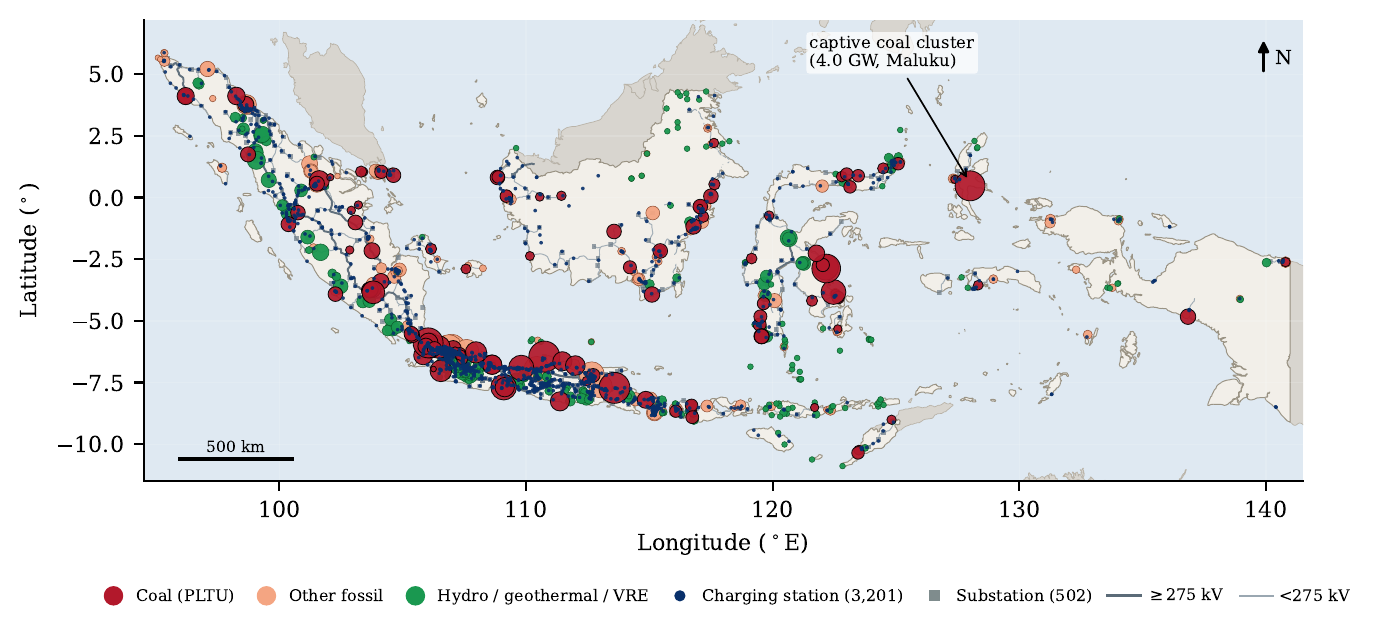 captive coal cluster
(4.0 GW, Maluku)
N
5.0
2.5
0.0
−2.5
−5.0
−7.5
−10.0
Latitude (°)
500 km
100
110
120
130
140
Longitude (°E)
Coal (PLTU)
Other fossil
Hydro / geothermal / VRE
Charging station (3,201)
Substation (502)
≥275 kV
<275 kV